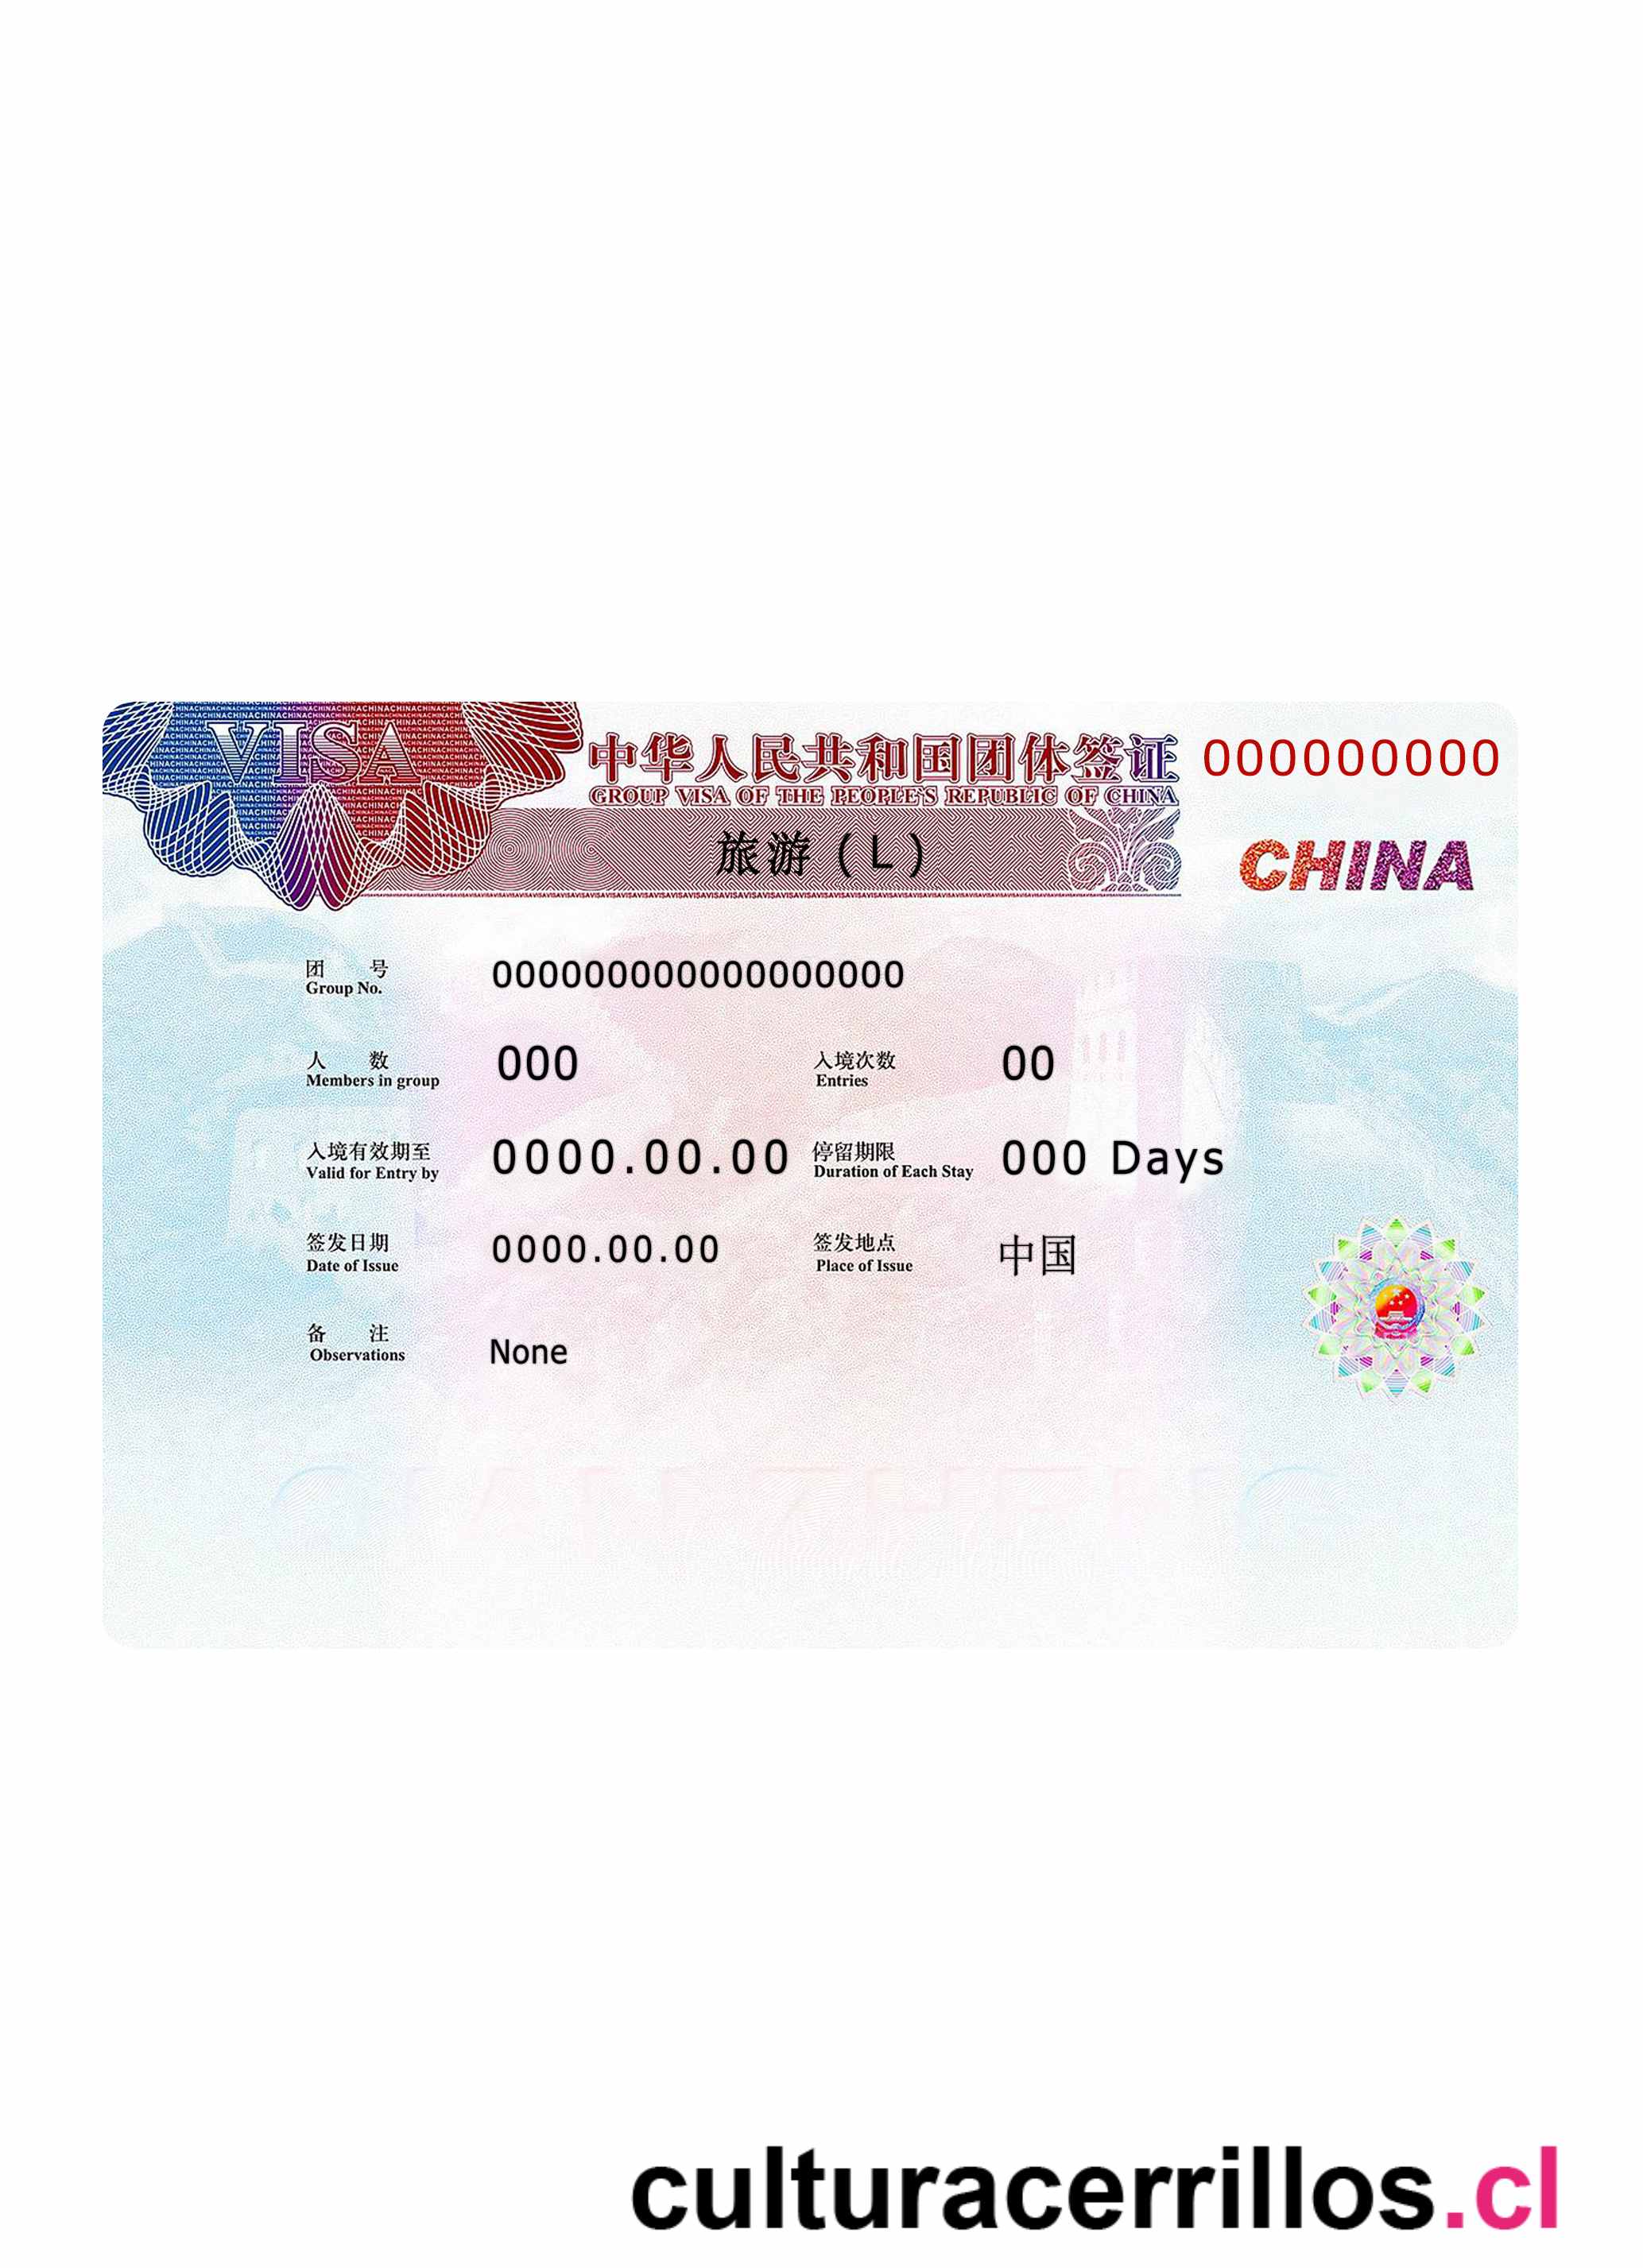 VISA
中华人民共和国团体签证 000000000
GROUP VISA OF THE PEOPLE'S REPUBLIC OF CHINA
旅游 ( L )
CHINA
团 号 000000000000000000
Group No.
人 数 000 入境次数 00
Members in group Entries
入境有效期至 0000.00.00 停留期限 000 Days
Valid for Entry by Duration of Each Stay
签发日期 0000.00.00 签发地点 中国
Date of Issue Place of Issue
备 注 None
Observations
culturacerrillos.cl